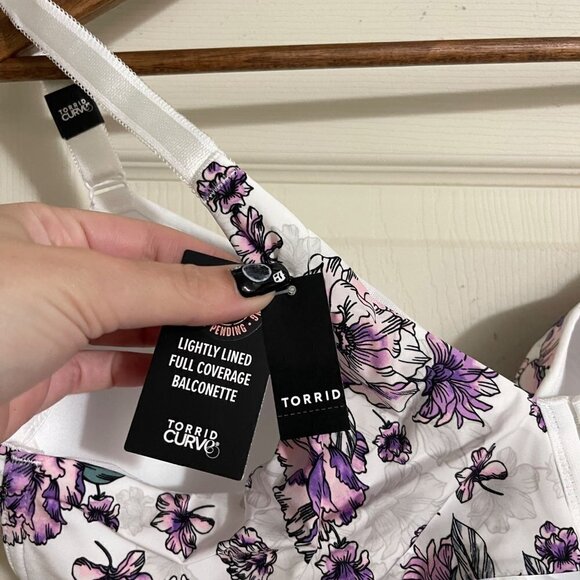 TORRID
CURVE
PENDING •
LIGHTLY LINED
FULL COVERAGE
BALCONETTE
TORRID
CURVE
TORRID